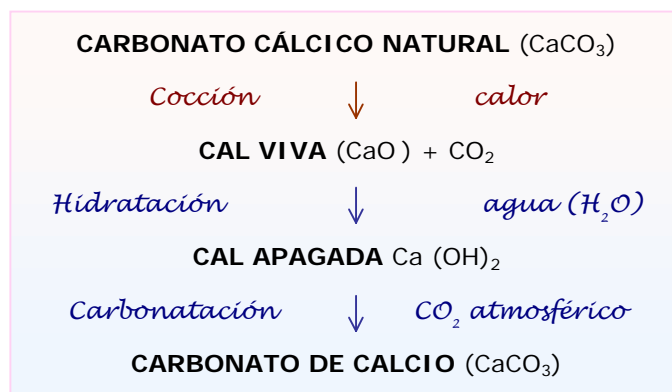 CARBONATO CÁLCICO NATURAL (CaCO₃)
Cocción calor
CAL VIVA (CaO ) + CO₂
Hidratación agua (H₂O)
CAL APAGADA Ca (OH)₂
Carbonatación CO₂ atmosférico
CARBONATO DE CALCIO (CaCO₃)